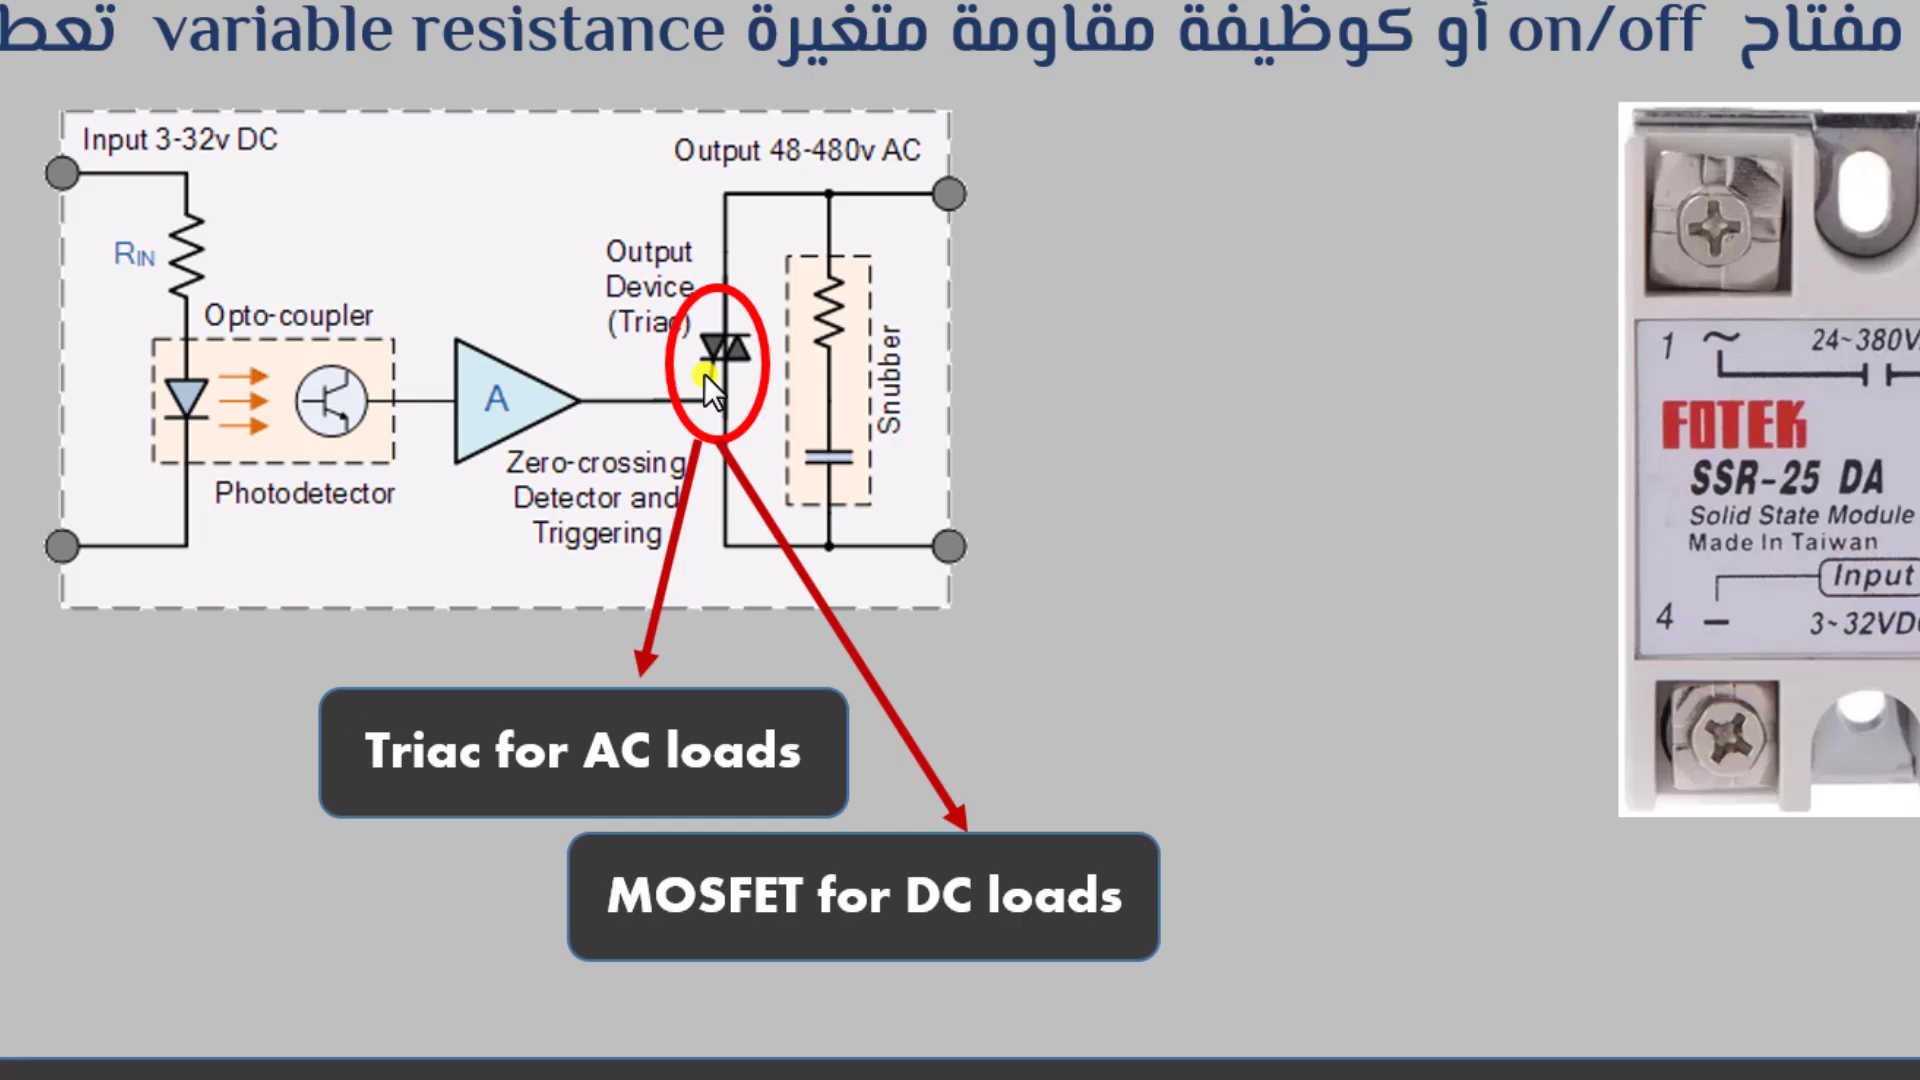 مفتاح on/off أو كوظيفة مقاومة متغيرة variable resistance تعط
Input 3-32v DC
Output 48-480v AC
RIN
Output
Device
(Triac)
Opto-coupler
Snubber
A
Photodetector
Zero-crossing
Detector and
Triggering
Triac for AC loads
MOSFET for DC loads
1 ~ 24~380V
FOTEK
SSR-25 DA
Solid State Module
Made In Taiwan
Input
4 − 3~32VD